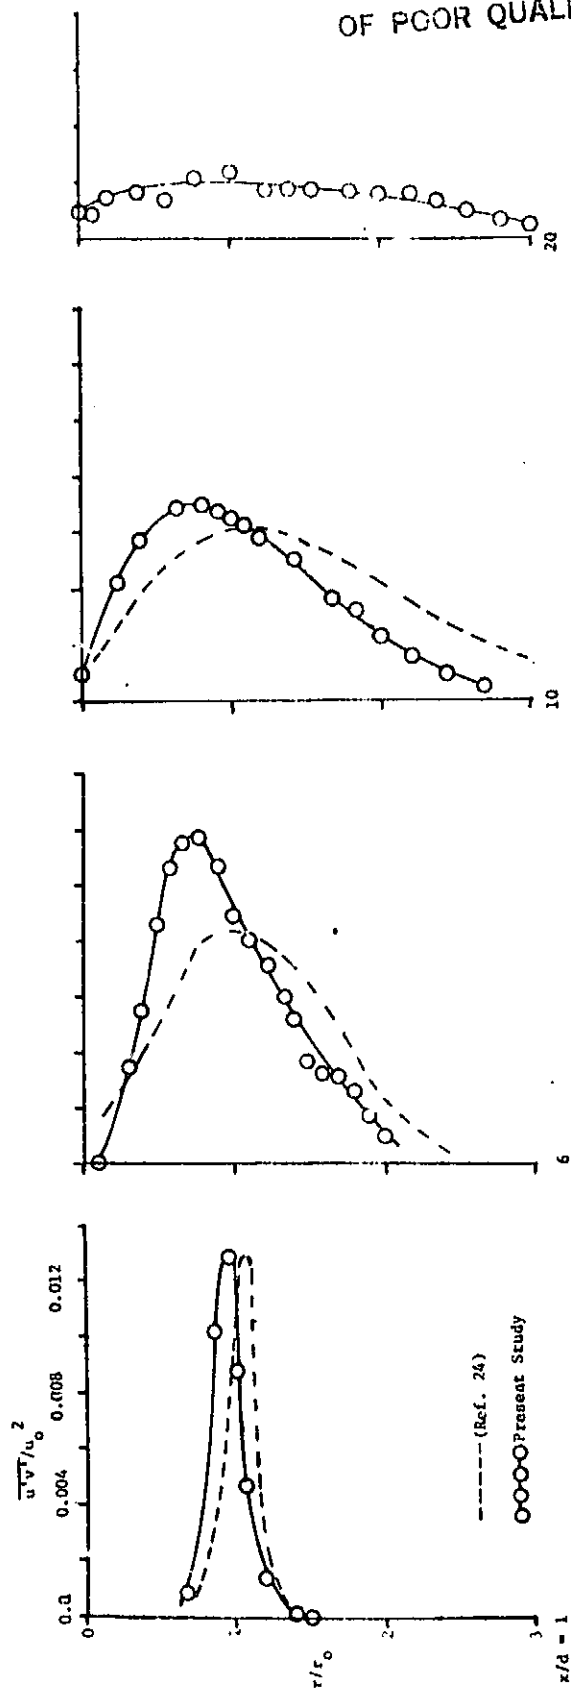 OF POOR QUALI
20
10
6
u'v'/u₀²
0.0 0.004 0.008 0.012
0
1
r/r₀
2
3
x/d = 1
----- (Ref. 24)
OOOO Present Study